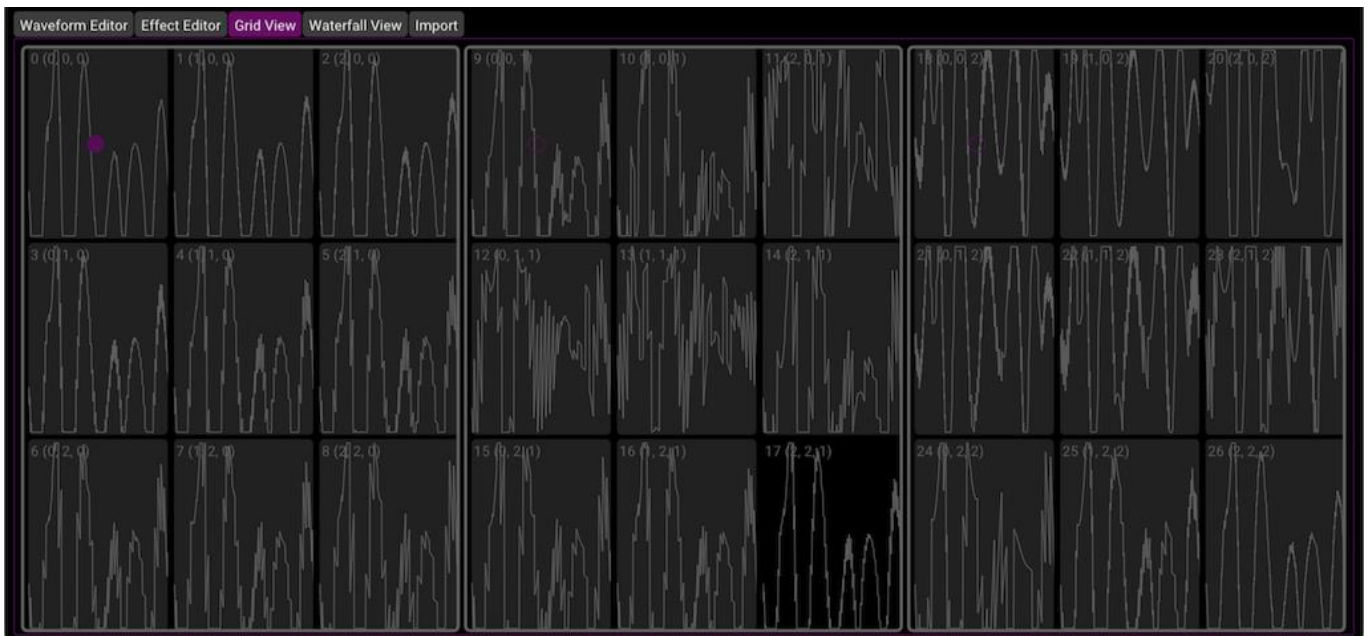 Waveform Editor Effect Editor Grid View Waterfall View Import
0 (0, 0, 0) 1 (1, 0, 0) 2 (2, 0, 0) 9 (0, 0, 1) 10 (1, 0, 1) 11 (2, 0, 1) 18 (0, 0, 2) 19 (1, 0, 2) 20 (2, 0, 2)
3 (0, 1, 0) 4 (1, 1, 0) 5 (2, 1, 0) 12 (0, 1, 1) 13 (1, 1, 1) 14 (2, 1, 1) 21 (0, 1, 2) 22 (1, 1, 2) 23 (2, 1, 2)
6 (0, 2, 0) 7 (1, 2, 0) 8 (2, 2, 0) 15 (0, 2, 1) 16 (1, 2, 1) 17 (2, 2, 1) 24 (0, 2, 2) 25 (1, 2, 2) 26 (2, 2, 2)